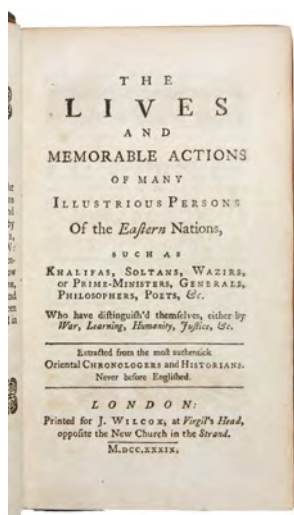 THE
LIVES
AND
MEMORABLE ACTIONS
OF MANY
ILLUSTRIOUS PERSONS
Of the Eaſtern Nations,
SUCH AS
KHALIFAS, SOLTANS, WAZIRS,
or PRIME-MINISTERS, GENERALS,
PHILOSOPHERS, POETS, &c.
Who have diſtinguiſh'd themſelves, either by
War, Learning, Humanity, Juſtice, &c.
Extracted from the moſt authentick
Oriental CHRONOLOGERS and HISTORIANS.
Never before Engliſhed.
LONDON:
Printed for J. WILCOX, at Virgil's Head,
oppoſite the New Church in the Strand.
M.DCC.XXXIX.